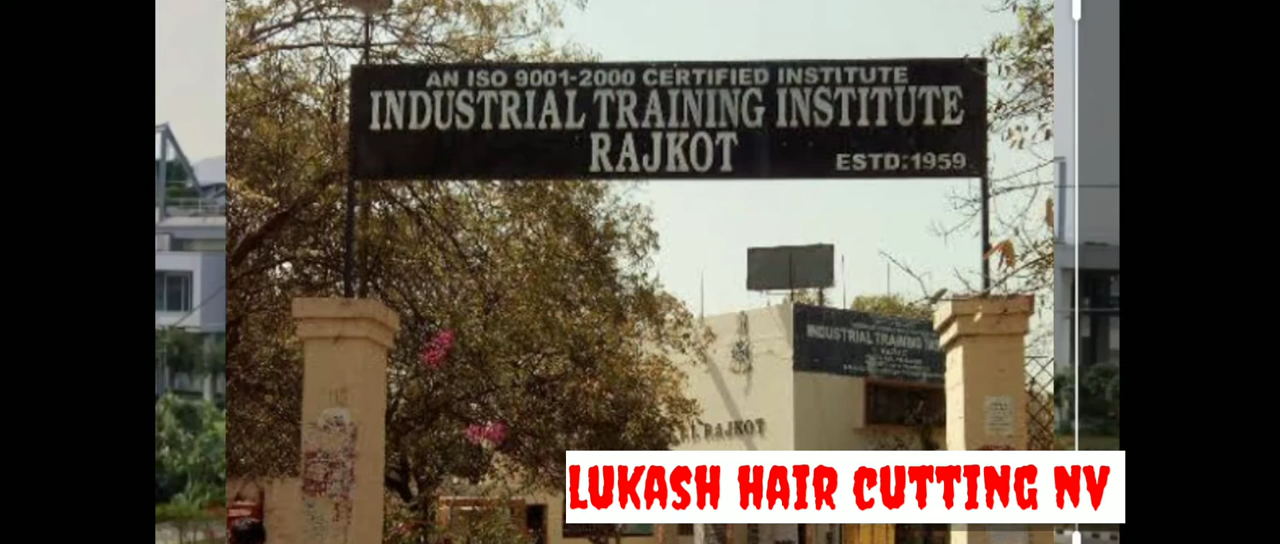 AN ISO 9001-2000 CERTIFIED INSTITUTE
INDUSTRIAL TRAINING INSTITUTE
RAJKOT
ESTD:1959
INDUSTRIAL TRAINING
RAJKOT
LUKASH HAIR CUTTING NV